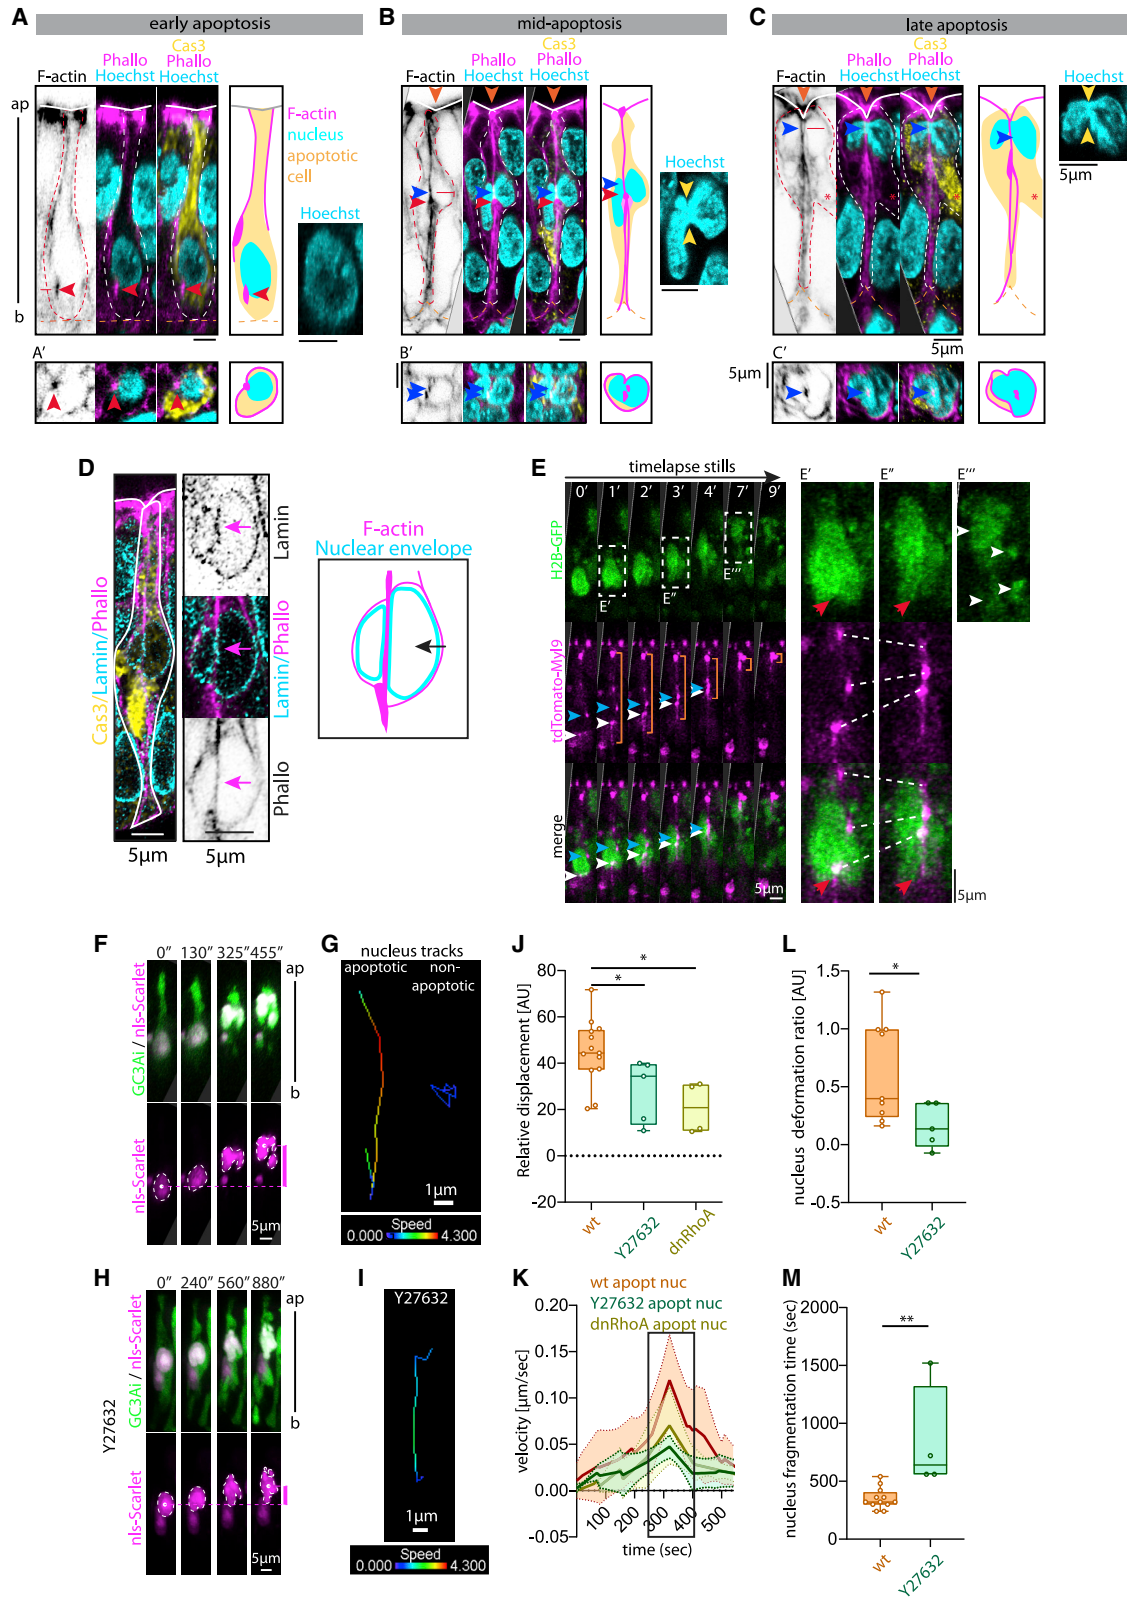 A
early apoptosis
Cas3
Phallo Phallo
F-actin Hoechst Hoechst
ap
b
F-actin
nucleus
apoptotic
cell
Hoechst
A'
B
mid-apoptosis
Cas3
Phallo Phallo
F-actin Hoechst Hoechst
Hoechst
B'
C
late apoptosis
Cas3
Phallo Phallo
F-actin Hoechst Hoechst
Hoechst
5µm
* * * *
5µm
C'
5µm
D
Cas3/Lamin/Phallo
Lamin
Lamin/Phallo
Phallo
5µm 5µm
F-actin
Nuclear envelope
E
timelapse stills
0' 1' 2' 3' 4' 7' 9'
H2B-GFP
E' E'' E'''
tdTomato-Myl9
merge
5µm
E' E'' E'''
5µm
F
0'' 130'' 325'' 455''
GC3Ai / nls-Scarlet
ap
b
nls-Scarlet
5µm
G
nucleus tracks
apoptotic non-
apoptotic
1µm
Speed
0.000 4.300
H
0'' 240'' 560'' 880''
Y27632
GC3Ai / nls-Scarlet
ap
b
nls-Scarlet
5µm
I
Y27632
1µm
Speed
0.000 4.300
J
Relative displacement [AU]
80
60
40
20
0
-20
*
*
wt Y27632 dnRhoA
K
wt apopt nuc
Y27632 apopt nuc
dnRhoA apopt nuc
velocity [µm/sec]
0.20
0.15
0.10
0.05
0.00
-0.05
100 200 300 400 500
time (sec)
L
nucleus deformation ratio [AU]
1.5
1.0
0.5
0.0
-0.5
*
wt Y27632
M
nucleus fragmentation time (sec)
2000
1500
1000
500
0
**
wt Y27632